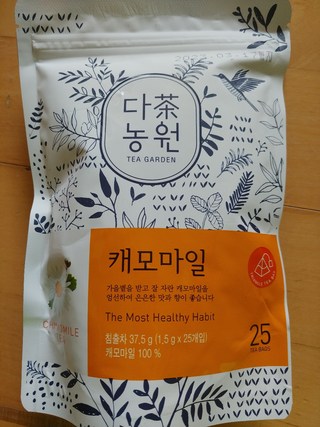 다茶
농원
TEA GARDEN
캐모마일
가을볕을 받고 잘 자란 캐모마일을
엄선하여 은은한 맛과 향이 좋습니다
The Most Healthy Habit
침출차 37.5 g (1.5 g x 25개입)
캐모마일 100 %
25
TEA BAGS